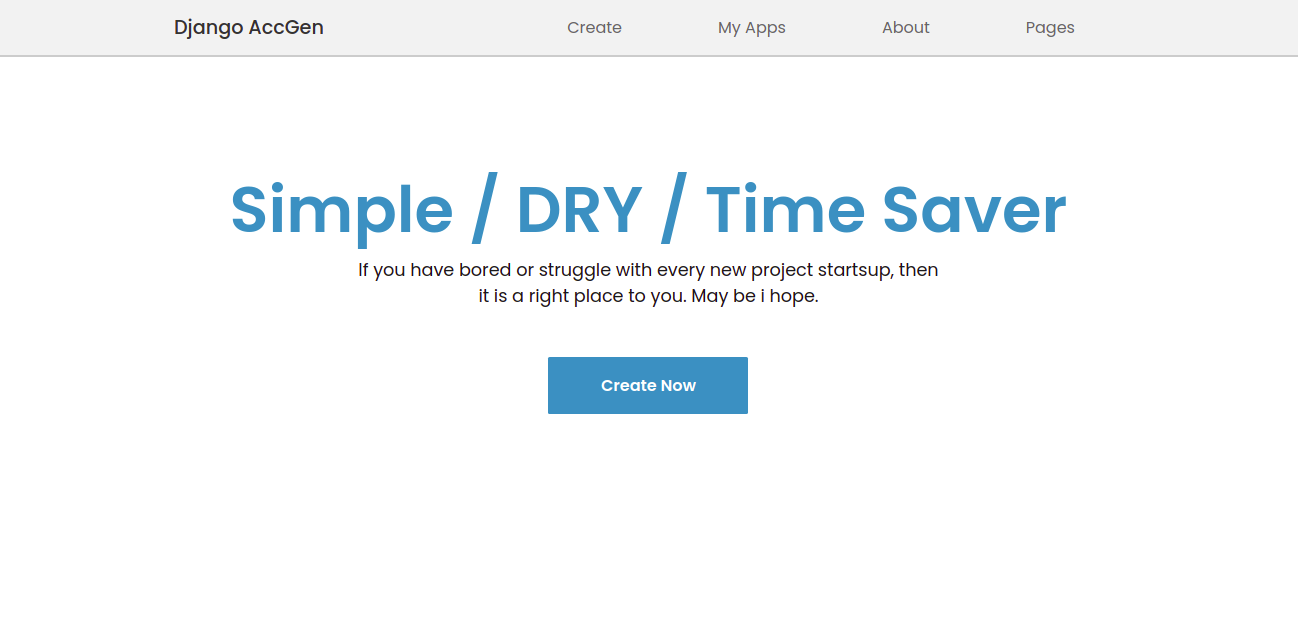 Django AccGen
Create
My Apps
About
Pages
Simple / DRY / Time Saver
If you have bored or struggle with every new project startsup, then
it is a right place to you. May be i hope.
Create Now